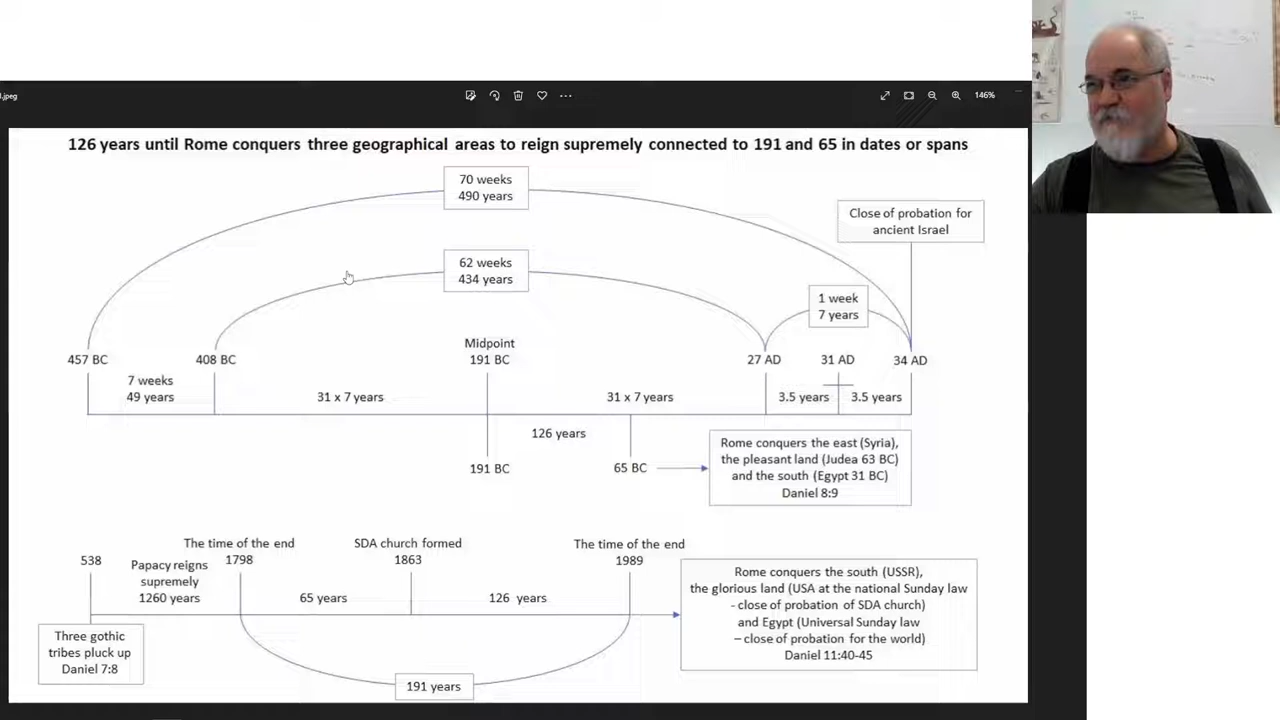 .jpeg
146%
126 years until Rome conquers three geographical areas to reign supremely connected to 191 and 65 in dates or spans
70 weeks
490 years
Close of probation for
ancient Israel
62 weeks
434 years
1 week
7 years
Midpoint
457 BC
408 BC
191 BC
27 AD
31 AD
34 AD
7 weeks
49 years
31 x 7 years
31 x 7 years
3.5 years
3.5 years
126 years
191 BC
65 BC
Rome conquers the east (Syria),
the pleasant land (Judea 63 BC)
and the south (Egypt 31 BC)
Daniel 8:9
538
Papacy reigns
supremely
1260 years
The time of the end
1798
SDA church formed
1863
The time of the end
1989
65 years
126 years
Three gothic
tribes pluck up
Daniel 7:8
191 years
Rome conquers the south (USSR),
the glorious land (USA at the national Sunday law
- close of probation of SDA church)
and Egypt (Universal Sunday law
– close of probation for the world)
Daniel 11:40-45